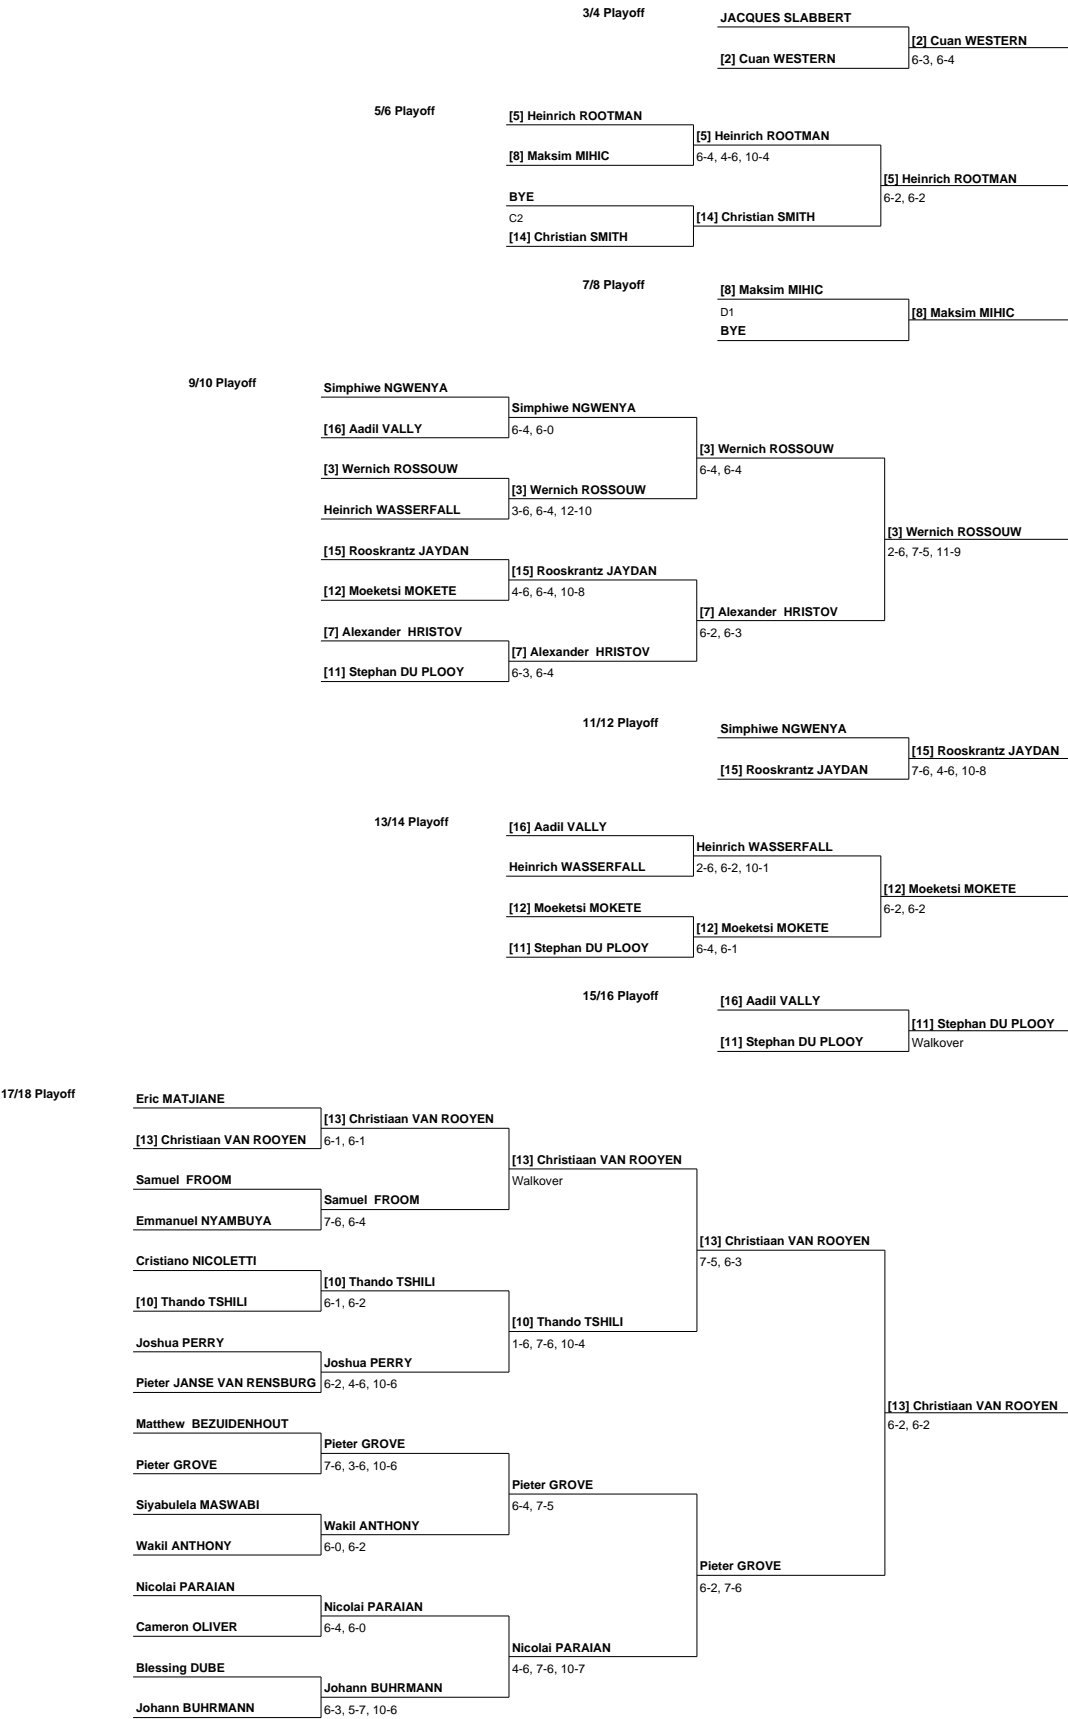 3/4 Playoff
JACQUES SLABBERT
[2] Cuan WESTERN
[2] Cuan WESTERN
6-3, 6-4
5/6 Playoff
[5] Heinrich ROOTMAN
[5] Heinrich ROOTMAN
[8] Maksim MIHIC
6-4, 4-6, 10-4
[5] Heinrich ROOTMAN
6-2, 6-2
BYE
C2
[14] Christian SMITH
[14] Christian SMITH
7/8 Playoff
[8] Maksim MIHIC
D1
[8] Maksim MIHIC
BYE
9/10 Playoff
Simphiwe NGWENYA
Simphiwe NGWENYA
[16] Aadil VALLY
6-4, 6-0
[3] Wernich ROSSOUW
6-4, 6-4
[3] Wernich ROSSOUW
[3] Wernich ROSSOUW
Heinrich WASSERFALL
3-6, 6-4, 12-10
[3] Wernich ROSSOUW
2-6, 7-5, 11-9
[15] Rooskrantz JAYDAN
[15] Rooskrantz JAYDAN
[12] Moeketsi MOKETE
4-6, 6-4, 10-8
[7] Alexander  HRISTOV
6-2, 6-3
[7] Alexander  HRISTOV
[7] Alexander  HRISTOV
[11] Stephan DU PLOOY
6-3, 6-4
11/12 Playoff
Simphiwe NGWENYA
[15] Rooskrantz JAYDAN
[15] Rooskrantz JAYDAN
7-6, 4-6, 10-8
13/14 Playoff
[16] Aadil VALLY
Heinrich WASSERFALL
Heinrich WASSERFALL
2-6, 6-2, 10-1
[12] Moeketsi MOKETE
6-2, 6-2
[12] Moeketsi MOKETE
[12] Moeketsi MOKETE
[11] Stephan DU PLOOY
6-4, 6-1
15/16 Playoff
[16] Aadil VALLY
[11] Stephan DU PLOOY
[11] Stephan DU PLOOY
Walkover
17/18 Playoff
Eric MATJIANE
[13] Christiaan VAN ROOYEN
[13] Christiaan VAN ROOYEN
6-1, 6-1
[13] Christiaan VAN ROOYEN
Walkover
Samuel  FROOM
Samuel  FROOM
Emmanuel NYAMBUYA
7-6, 6-4
[13] Christiaan VAN ROOYEN
7-5, 6-3
Cristiano NICOLETTI
[10] Thando TSHILI
[10] Thando TSHILI
6-1, 6-2
[10] Thando TSHILI
1-6, 7-6, 10-4
Joshua PERRY
Joshua PERRY
Pieter JANSE VAN RENSBURG
6-2, 4-6, 10-6
[13] Christiaan VAN ROOYEN
6-2, 6-2
Matthew  BEZUIDENHOUT
Pieter GROVE
Pieter GROVE
7-6, 3-6, 10-6
Pieter GROVE
6-4, 7-5
Siyabulela MASWABI
Wakil ANTHONY
Wakil ANTHONY
6-0, 6-2
Pieter GROVE
6-2, 7-6
Nicolai PARAIAN
Nicolai PARAIAN
Cameron OLIVER
6-4, 6-0
Nicolai PARAIAN
4-6, 7-6, 10-7
Blessing DUBE
Johann BUHRMANN
Johann BUHRMANN
6-3, 5-7, 10-6